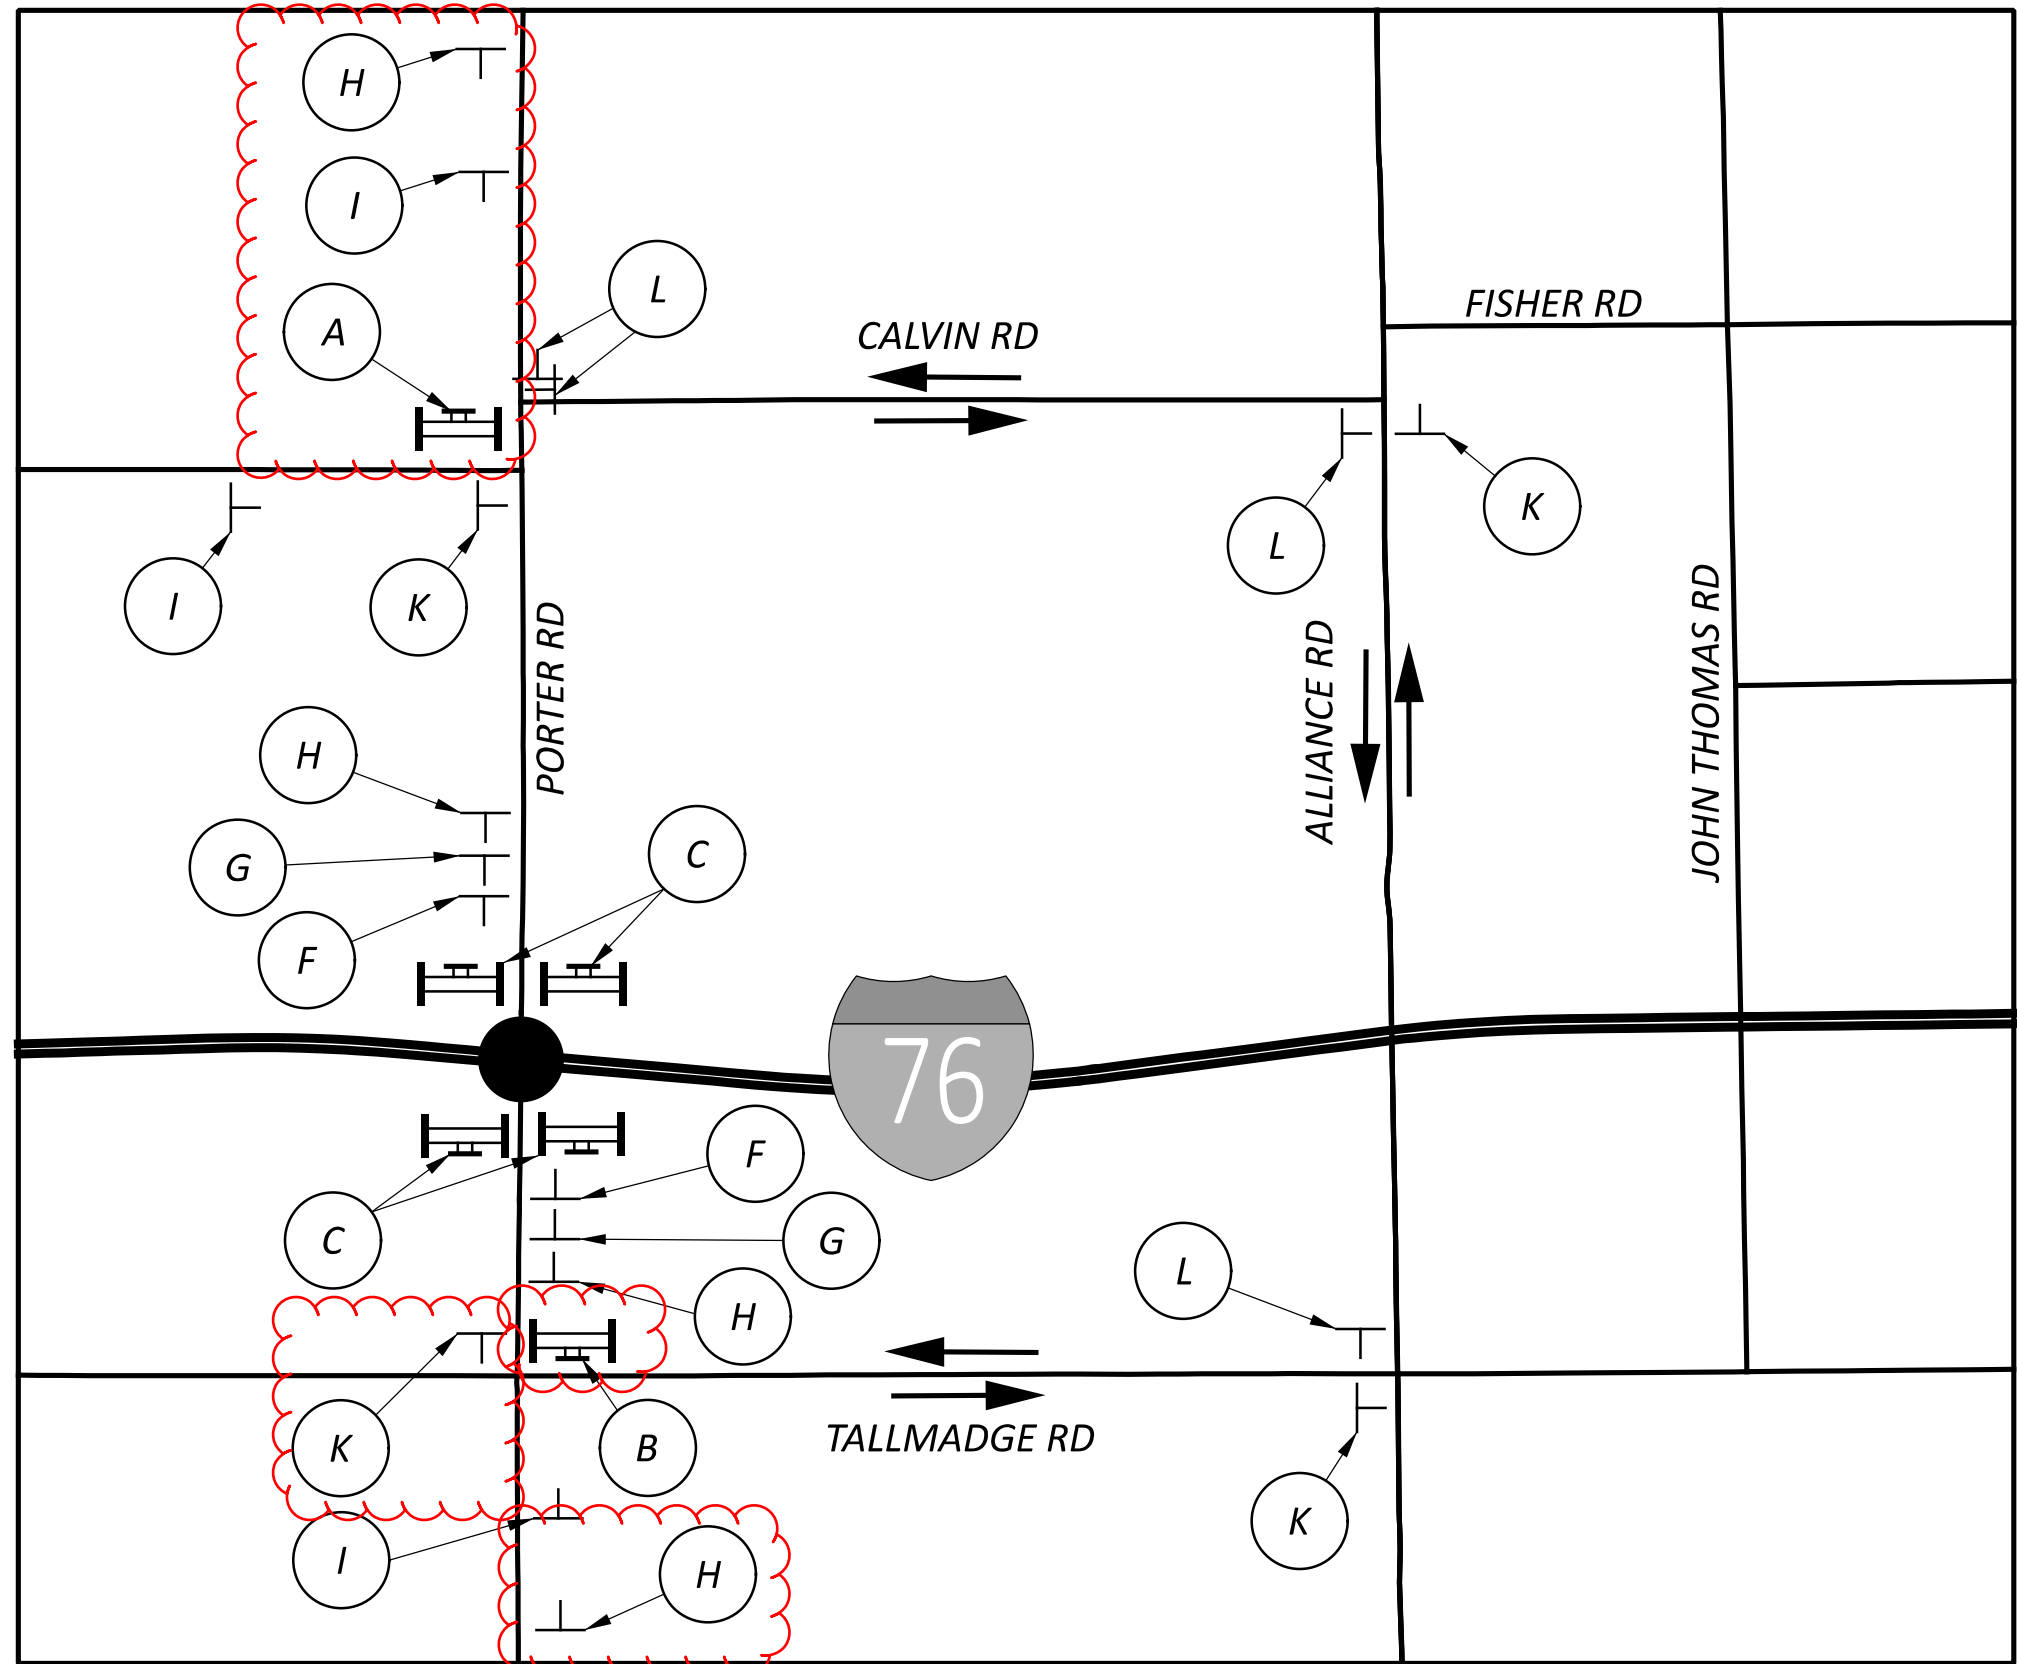 H
I
L
A
CALVIN RD
FISHER RD
K
L
I
K
PORTER RD
ALLIANCE RD
JOHN THOMAS RD
H
G
C
F
76
F
C
G
L
H
K
B
TALLMADGE RD
K
I
H